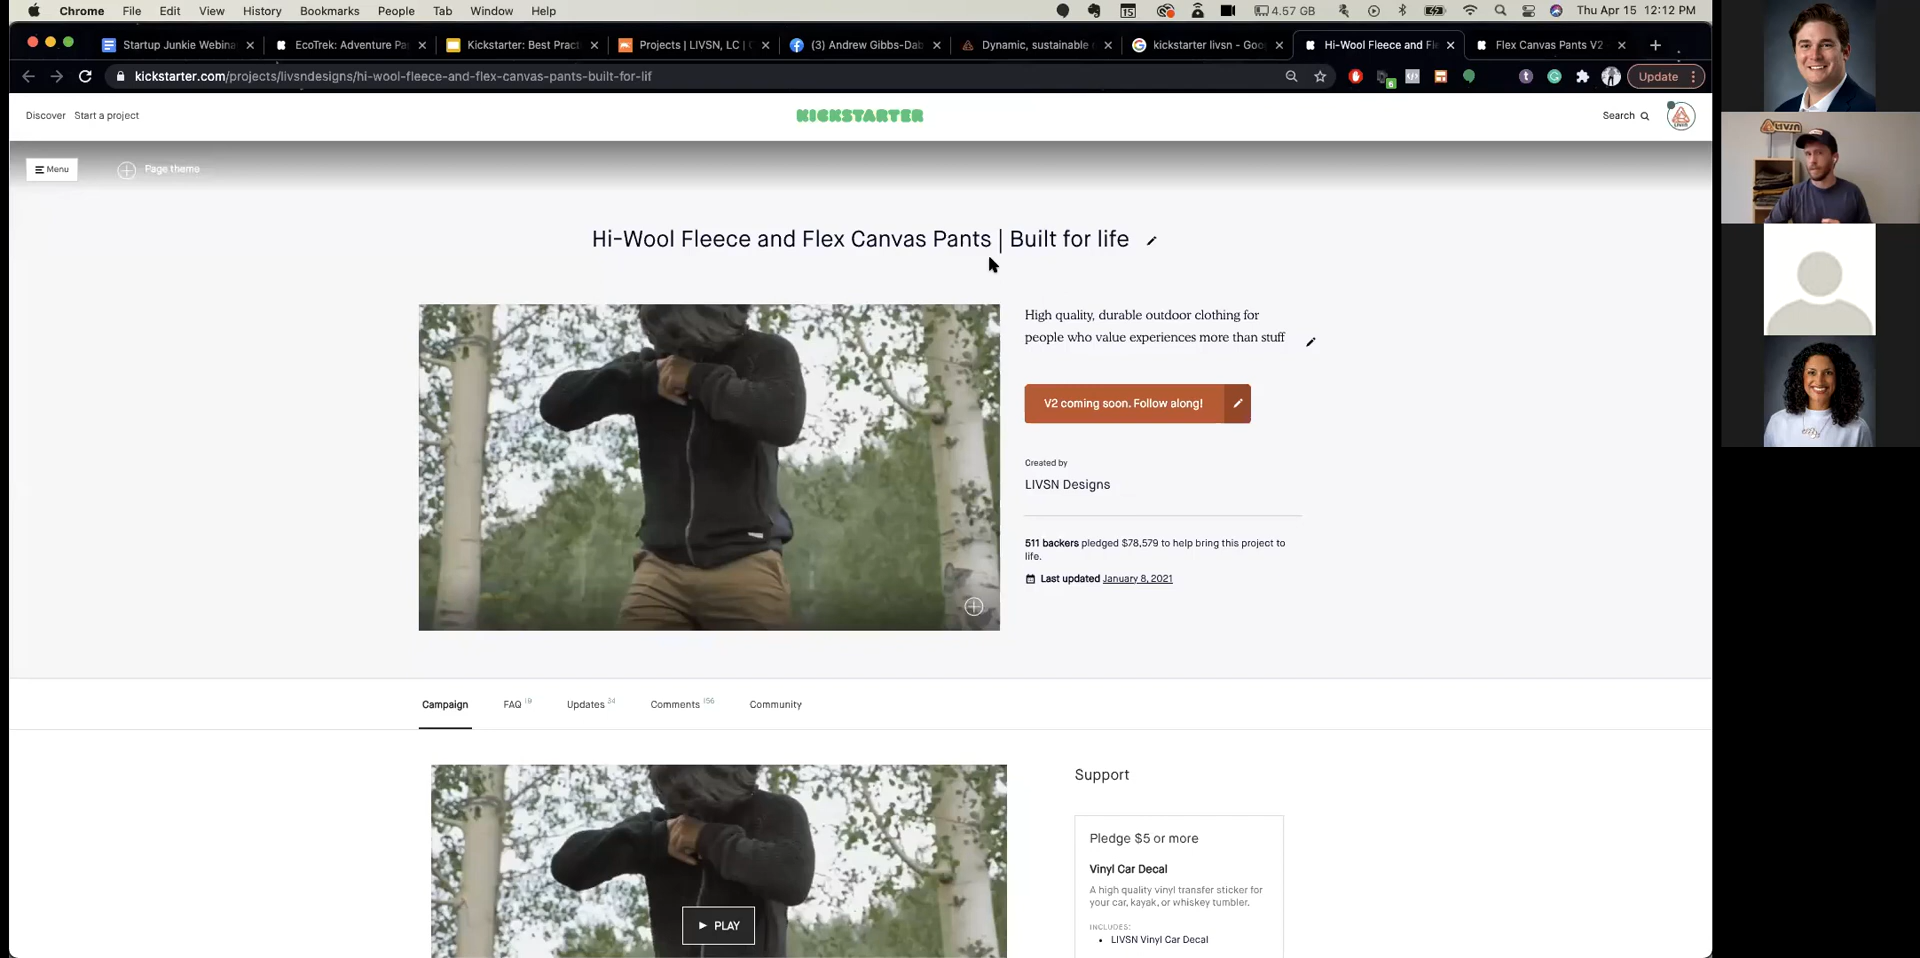 Chrome File Edit View History Bookmarks People Tab Window Help
15
4.57 GB
Thu Apr 15 12:12 PM
Startup Junkie Webina
EcoTrek: Adventure Pa
Kickstarter: Best Pract
Projects | LIVSN, LC |
(3) Andrew Gibbs-Dab
Dynamic, sustainable
kickstarter livsn - Goo
Hi-Wool Fleece and Fle
Flex Canvas Pants V2
kickstarter.com/projects/livsndesigns/hi-wool-fleece-and-flex-canvas-pants-built-for-lif
Update
Discover Start a project
KICKSTARTER
Search
Menu
Page theme
LIVSN
Hi-Wool Fleece and Flex Canvas Pants | Built for life
High quality, durable outdoor clothing for
people who value experiences more than stuff
V2 coming soon. Follow along!
Created by
LIVSN Designs
511 backers pledged $78,579 to help bring this project to
life.
Last updated January 8, 2021
Campaign
FAQ 19
Updates 34
Comments 156
Community
PLAY
Support
Pledge $5 or more
Vinyl Car Decal
A high quality vinyl transfer sticker for
your car, kayak, or whiskey tumbler.
INCLUDES:
• LIVSN Vinyl Car Decal